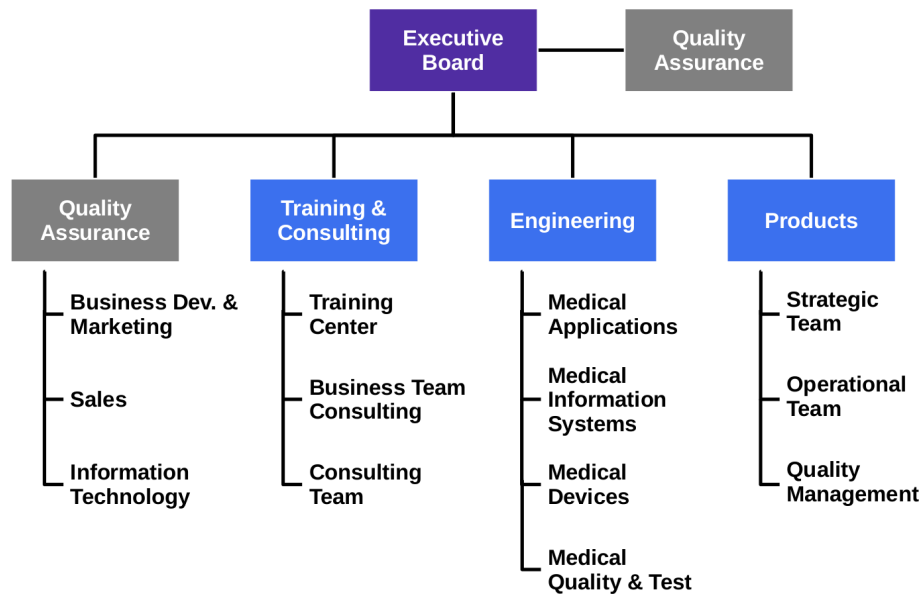 Executive
Board
Quality
Assurance
Quality
Assurance
Training &
Consulting
Engineering
Products
Business Dev. &
Marketing
Sales
Information
Technology
Training
Center
Business Team
Consulting
Consulting
Team
Medical
Applications
Medical
Information
Systems
Medical
Devices
Medical
Quality & Test
Strategic
Team
Operational
Team
Quality
Management